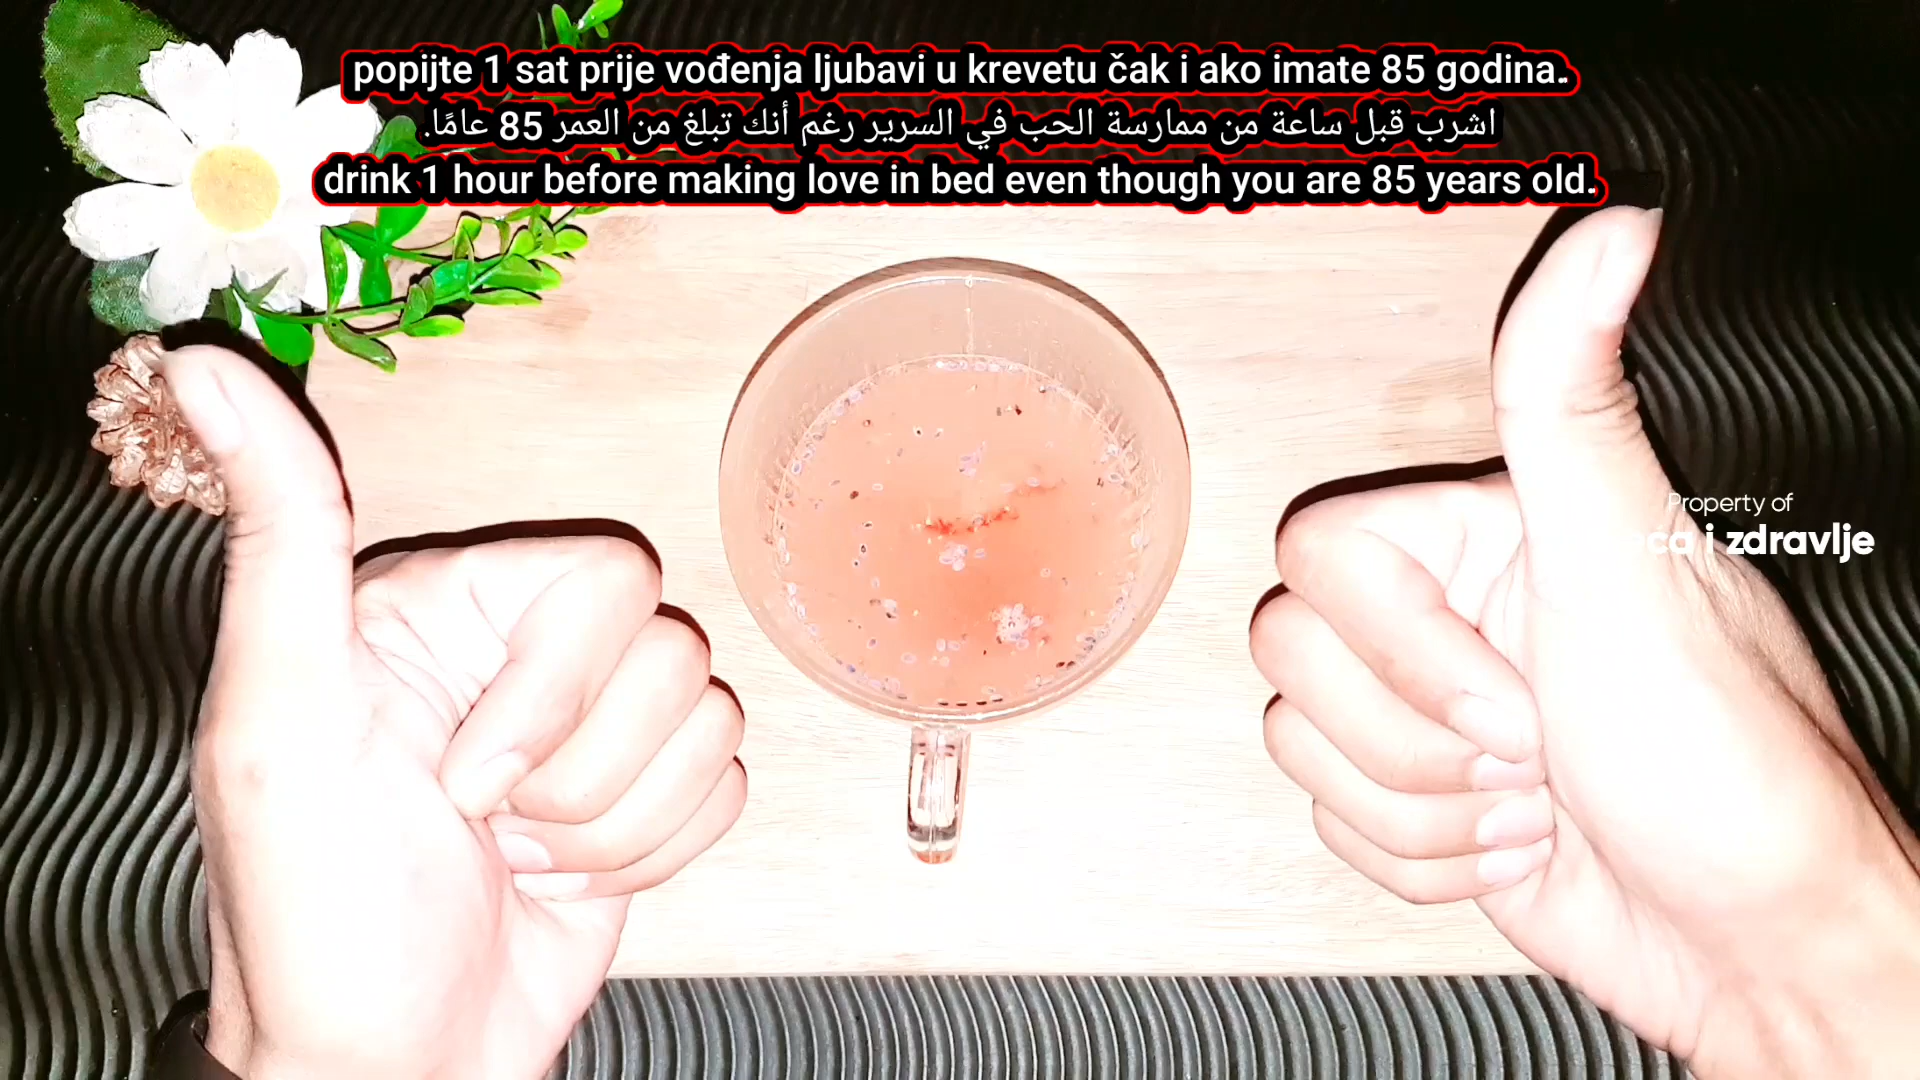 popijte 1 sat prije vođenja ljubavi u krevetu čak i ako imate 85 godina.
اشرب قبل ساعة من ممارسة الحب في السرير رغم أنك تبلغ من العمر 85 عامًا.
drink 1 hour before making love in bed even though you are 85 years old.
Property of
i zdravlje